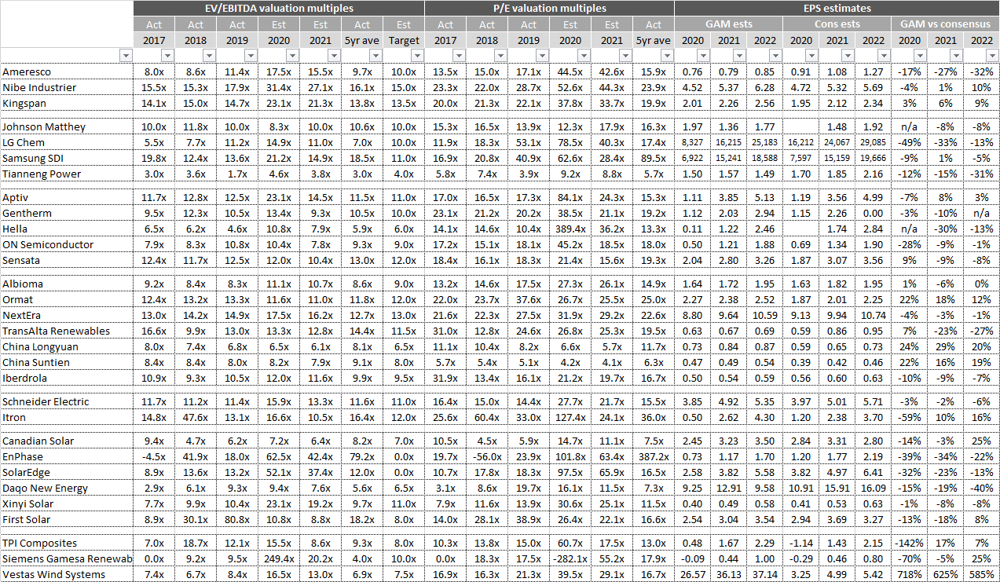 EV/EBITDA valuation multiples P/E valuation multiples EPS estimates
Act Act Act Est Est Act Est Act Act Act Est Est Act GAM ests Cons ests GAM vs consensus
2017 2018 2019 2020 2021 5yr ave Target 2017 2018 2019 2020 2021 5yr ave 2020 2021 2022 2020 2021 2022 2020 2021 2022
Ameresco 8.0x 8.6x 11.4x 17.5x 15.5x 9.7x 10.0x 13.5x 15.0x 17.1x 44.5x 42.6x 15.9x 0.76 0.79 0.85 0.91 1.08 1.27 -17% -27% -32%
Nibe Industrier 15.5x 15.3x 17.9x 31.4x 27.1x 16.1x 15.0x 23.3x 22.0x 28.7x 52.6x 44.3x 23.9x 4.52 5.37 6.28 4.72 5.32 5.69 -4% 1% 10%
Kingspan 14.1x 15.0x 14.7x 23.1x 21.3x 13.8x 13.5x 20.0x 21.3x 22.1x 37.8x 33.7x 19.9x 2.01 2.26 2.56 1.95 2.12 2.34 3% 6% 9%
Johnson Matthey 10.0x 11.8x 10.0x 8.3x 10.0x 10.6x 10.0x 15.3x 16.5x 13.9x 12.3x 17.9x 16.3x 1.97 1.36 1.77 1.48 1.92 n/a -8% -8%
LG Chem 5.5x 7.7x 11.2x 14.9x 11.0x 7.0x 10.0x 11.9x 18.3x 53.1x 78.5x 40.3x 17.4x 8,327 16,215 25,183 16,212 24,067 29,085 -49% -33% -13%
Samsung SDI 19.8x 12.4x 13.6x 21.2x 14.9x 18.5x 11.0x 16.9x 20.8x 40.9x 62.6x 28.4x 89.5x 6,922 15,241 18,588 7,597 15,159 19,666 -9% 1% -5%
Tianneng Power 3.0x 3.6x 1.7x 4.6x 3.8x 3.0x 4.0x 5.8x 7.4x 3.9x 9.2x 8.8x 5.7x 1.50 1.57 1.49 1.70 1.85 2.16 -12% -15% -31%
Aptiv 11.7x 12.8x 12.5x 23.1x 14.5x 11.5x 11.0x 17.0x 16.5x 17.3x 84.1x 24.3x 15.3x 1.11 3.85 5.13 1.19 3.56 4.99 -7% 8% 3%
Gentherm 9.5x 12.3x 10.5x 13.4x 9.3x 10.5x 10.0x 23.1x 21.2x 20.2x 38.5x 21.1x 19.2x 1.12 2.03 2.94 1.15 2.26 0.00 -3% -10% n/a
Hella 6.5x 6.2x 4.6x 10.8x 7.9x 5.9x 6.0x 14.1x 14.6x 10.4x 389.4x 36.2x 13.3x 0.11 1.22 2.46 1.74 2.84 n/a -30% -13%
ON Semiconductor 7.9x 8.3x 10.8x 10.4x 7.8x 9.3x 9.0x 17.2x 15.1x 18.1x 45.2x 18.5x 18.0x 0.50 1.21 1.88 0.69 1.34 1.90 -28% -9% -1%
Sensata 12.4x 11.7x 12.5x 12.0x 10.4x 13.0x 12.0x 18.4x 16.1x 18.3x 21.4x 15.6x 19.3x 2.04 2.80 3.26 1.87 3.07 3.56 9% -9% -8%
Albioma 9.2x 8.4x 8.3x 11.1x 10.7x 8.6x 9.0x 13.2x 14.6x 17.5x 27.3x 26.1x 14.9x 1.64 1.72 1.95 1.63 1.82 1.95 1% -6% 0%
Ormat 12.4x 13.2x 13.3x 11.6x 11.0x 11.8x 12.0x 22.0x 23.7x 37.6x 26.7x 25.5x 25.0x 2.27 2.38 2.52 1.87 2.01 2.25 22% 18% 12%
NextEra 13.0x 14.2x 14.9x 17.5x 16.2x 12.7x 13.0x 21.6x 22.3x 27.5x 31.9x 29.2x 22.6x 8.80 9.64 10.59 9.13 9.94 10.74 -4% -3% -1%
TransAlta Renewables 16.6x 9.9x 13.0x 13.3x 12.8x 14.4x 11.5x 31.0x 12.8x 24.6x 26.8x 25.3x 19.5x 0.63 0.67 0.69 0.59 0.86 0.95 7% -23% -27%
China Longyuan 8.0x 7.4x 6.8x 6.5x 6.1x 8.1x 6.5x 11.1x 10.4x 8.2x 6.6x 5.7x 11.7x 0.73 0.84 0.87 0.59 0.65 0.73 24% 29% 20%
China Suntien 8.4x 8.4x 8.0x 8.2x 7.9x 9.1x 8.0x 5.7x 5.4x 5.1x 4.2x 4.1x 6.3x 0.47 0.49 0.54 0.39 0.42 0.46 22% 16% 19%
Iberdrola 10.9x 9.3x 10.5x 12.0x 11.6x 9.9x 9.5x 31.9x 13.4x 16.1x 21.2x 19.7x 16.7x 0.50 0.54 0.59 0.56 0.60 0.63 -10% -9% -7%
Schneider Electric 11.7x 11.2x 11.4x 15.9x 13.3x 11.6x 11.0x 16.4x 15.0x 14.4x 27.7x 21.7x 15.5x 3.85 4.92 5.35 3.97 5.01 5.71 -3% -2% -6%
Itron 14.8x 47.6x 13.1x 16.6x 10.5x 16.4x 12.0x 25.6x 60.4x 33.0x 127.4x 24.1x 36.0x 0.50 2.62 4.30 1.20 2.38 3.70 -59% 10% 16%
Canadian Solar 9.4x 4.7x 6.2x 7.2x 6.4x 8.2x 7.0x 10.5x 4.5x 5.9x 14.7x 11.1x 7.5x 2.45 3.23 3.50 2.84 3.31 2.80 -14% -3% 25%
EnPhase -4.5x 41.9x 18.0x 62.5x 42.4x 79.2x 0.0x 19.7x -56.0x 23.9x 101.8x 63.4x 387.2x 0.73 1.17 1.70 1.20 1.77 2.19 -39% -34% -22%
SolarEdge 8.9x 13.6x 13.2x 52.1x 37.4x 12.0x 0.0x 10.7x 17.8x 18.3x 97.5x 65.9x 16.5x 2.58 3.82 5.58 3.82 4.97 6.41 -32% -23% -13%
Daqo New Energy 2.9x 6.1x 9.3x 9.4x 7.6x 5.6x 6.5x 3.1x 8.6x 19.7x 16.1x 11.5x 7.3x 9.25 12.91 9.58 10.91 15.91 16.09 -15% -19% -40%
Xinyi Solar 7.7x 9.9x 10.4x 23.1x 19.2x 9.7x 11.0x 7.9x 11.6x 13.9x 30.6x 25.1x 11.5x 0.40 0.49 0.58 0.41 0.53 0.63 -1% -8% -8%
First Solar 8.9x 30.1x 80.8x 10.8x 8.8x 18.2x 8.0x 14.0x 28.1x 38.9x 26.4x 22.1x 16.6x 2.54 3.04 3.54 2.94 3.69 3.27 -13% -18% 8%
TPI Composites 7.0x 18.7x 12.1x 15.5x 8.6x 9.3x 8.0x 10.3x 13.8x 15.0x 60.7x 17.5x 13.0x 0.48 1.67 2.29 -1.14 1.43 2.15 -142% 17% 7%
Siemens Gamesa Renewab 0.0x 9.2x 9.5x 249.4x 20.2x 4.0x 10.0x 0.0x 18.3x 17.5x -282.1x 55.2x 17.9x -0.09 0.44 1.00 -0.29 0.46 0.80 -70% -5% 25%
Vestas Wind Systems 7.4x 6.7x 8.4x 16.5x 13.0x 6.9x 7.5x 16.9x 16.3x 21.3x 39.5x 29.1x 16.7x 26.57 36.13 37.14 3.25 4.99 5.42 718% 625% 585%